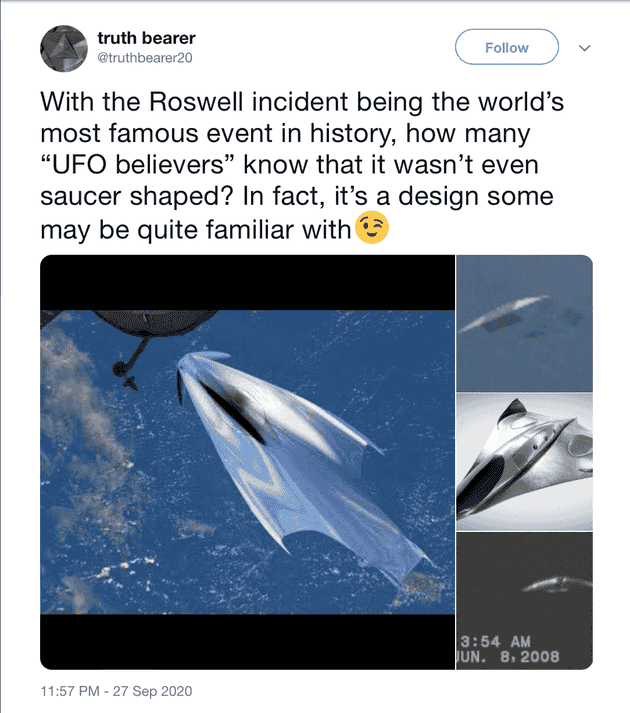 truth bearer
@truthbearer20
Follow
With the Roswell incident being the world’s
most famous event in history, how many
“UFO believers” know that it wasn’t even
saucer shaped? In fact, it’s a design some
may be quite familiar with😉
3:54 AM
JUN. 8, 2008
11:57 PM - 27 Sep 2020